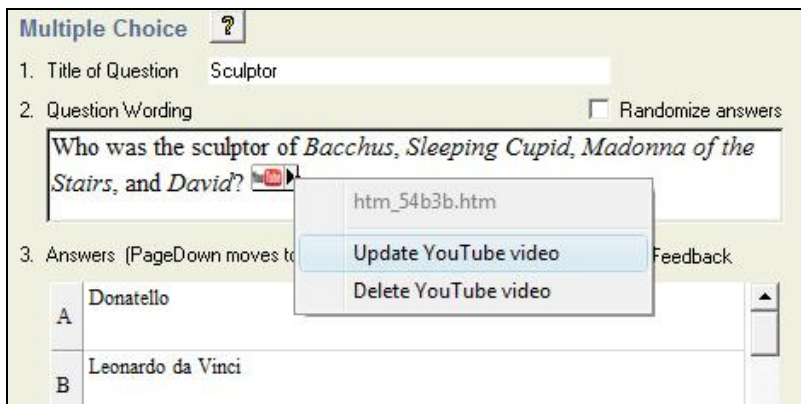 Multiple Choice ?
1. Title of Question Sculptor
2. Question Wording Randomize answers
Who was the sculptor of Bacchus, Sleeping Cupid, Madonna of the
Stairs, and David? You Tube
htm_54b3b.htm
3. Answers (PageDown moves to Update YouTube video Feedback
Delete YouTube video
A Donatello
B Leonardo da Vinci